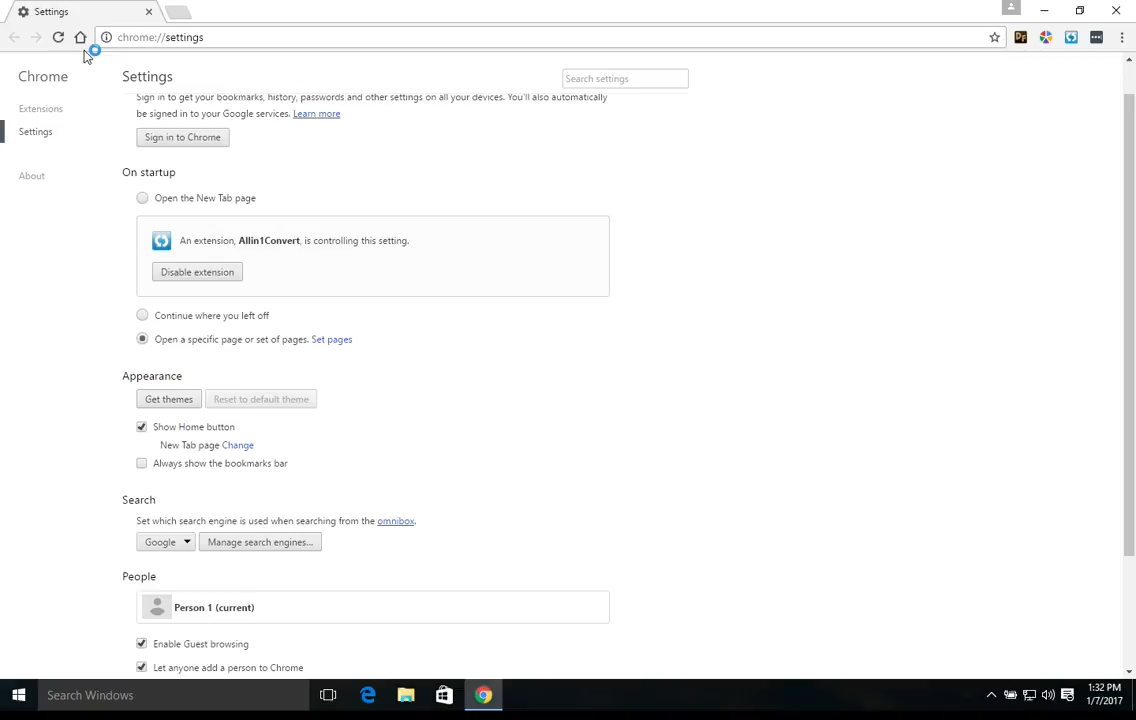 Settings
chrome://settings
DF
Chrome
Settings
Search settings
Extensions
Settings
About
Sign in to get your bookmarks, history, passwords and other settings on all your devices. You'll also automatically
be signed in to your Google services. Learn more
Sign in to Chrome
On startup
Open the New Tab page
An extension, Allin1Convert, is controlling this setting.
Disable extension
Continue where you left off
Open a specific page or set of pages. Set pages
Appearance
Get themes
Reset to default theme
Show Home button
New Tab page Change
Always show the bookmarks bar
Search
Set which search engine is used when searching from the omnibox.
Google
Manage search engines...
People
Person 1 (current)
Enable Guest browsing
Let anyone add a person to Chrome
Search Windows
1:32 PM
1/7/2017